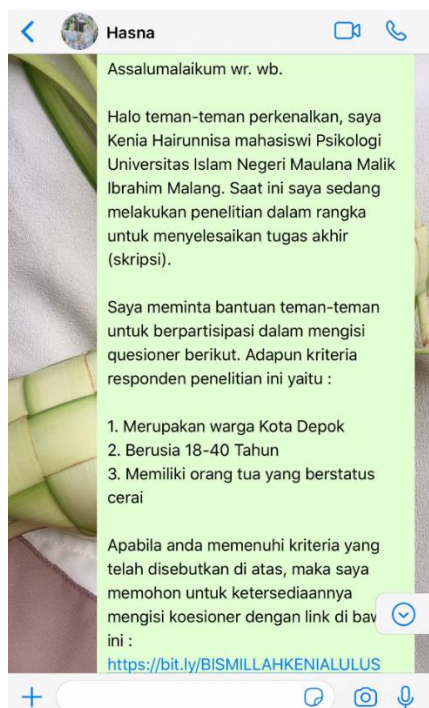 Hasna
Assalumalaikum wr. wb.
Halo teman-teman perkenalkan, saya
Kenia Hairunnisa mahasiswi Psikologi
Universitas Islam Negeri Maulana Malik
Ibrahim Malang. Saat ini saya sedang
melakukan penelitian dalam rangka
untuk menyelesaikan tugas akhir
(skripsi).
Saya meminta bantuan teman-teman
untuk berpartisipasi dalam mengisi
quesioner berikut. Adapun kriteria
responden penelitian ini yaitu :
1. Merupakan warga Kota Depok
2. Berusia 18-40 Tahun
3. Memiliki orang tua yang berstatus
cerai
Apabila anda memenuhi kriteria yang
telah disebutkan di atas, maka saya
memohon untuk ketersediaannya
mengisi koesioner dengan link di baw
ini :
https://bit.ly/BISMILLAHKENIALULUS